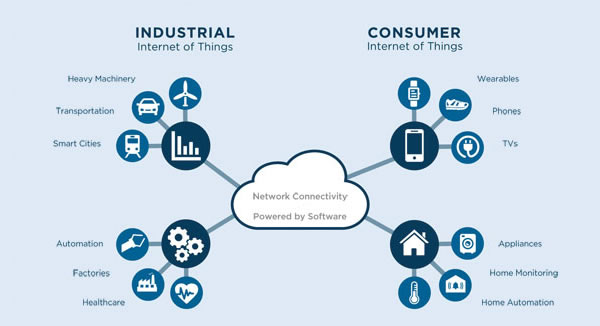 INDUSTRIAL
Internet of Things
CONSUMER
Internet of Things
Heavy Machinery
Transportation
Smart Cities
Wearables
Phones
TVs
Network Connectivity
Powered by Software
Automation
Factories
Healthcare
Appliances
Home Monitoring
Home Automation